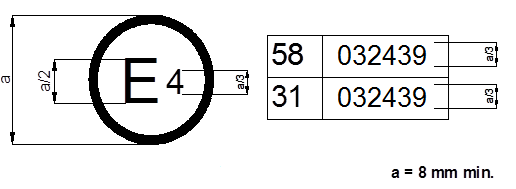 a
a/2
E 4
a/3
58 032439
a/3
31 032439
a/3
a = 8 mm min.